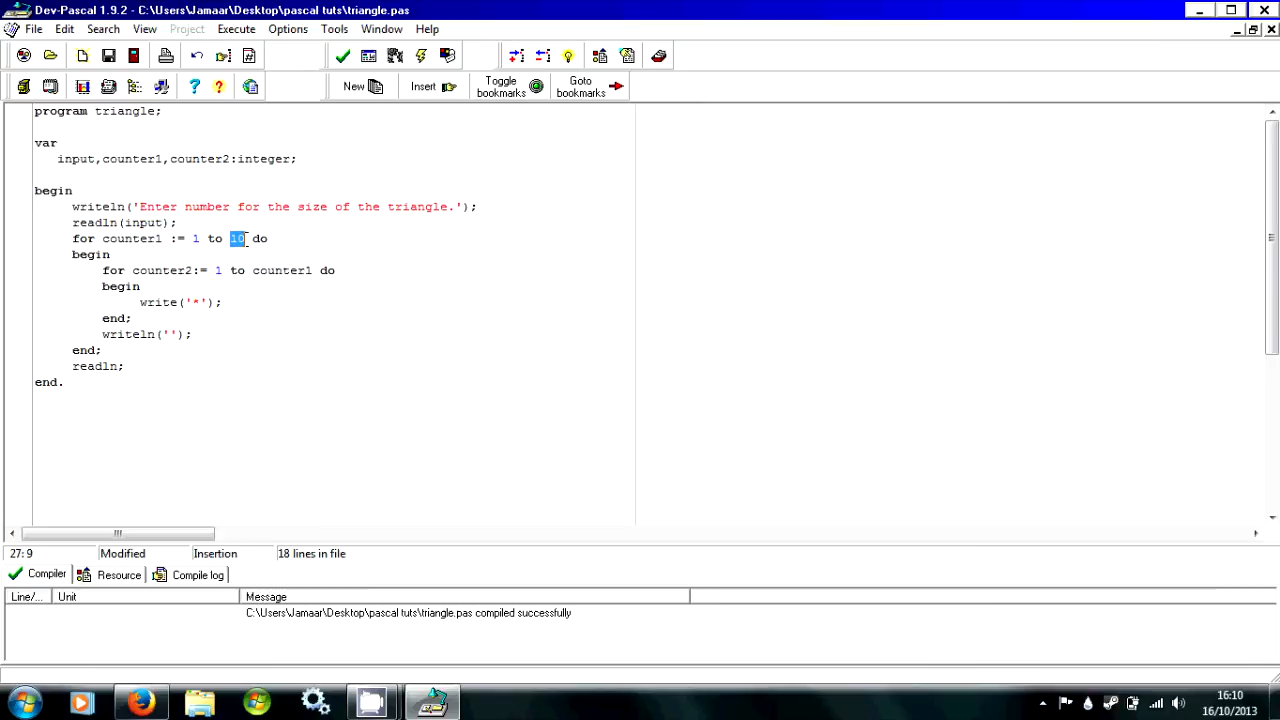 Dev-Pascal 1.9.2 - C:\Users\Jamaar\Desktop\pascal tuts\triangle.pas
File Edit Search View Project Execute Options Tools Window Help
New Insert Toggle bookmarks Goto bookmarks
program triangle;
var
input,counter1,counter2:integer;
begin
writeln('Enter number for the size of the triangle.');
readln(input);
for counter1 := 1 to 10 do
begin
for counter2:= 1 to counter1 do
begin
write('*');
end;
writeln('');
end;
readln;
end.
27: 9 Modified Insertion 18 lines in file
Compiler Resource Compile log
Line/... Unit Message
C:\Users\Jamaar\Desktop\pascal tuts\triangle.pas compiled successfully
16:10
16/10/2013